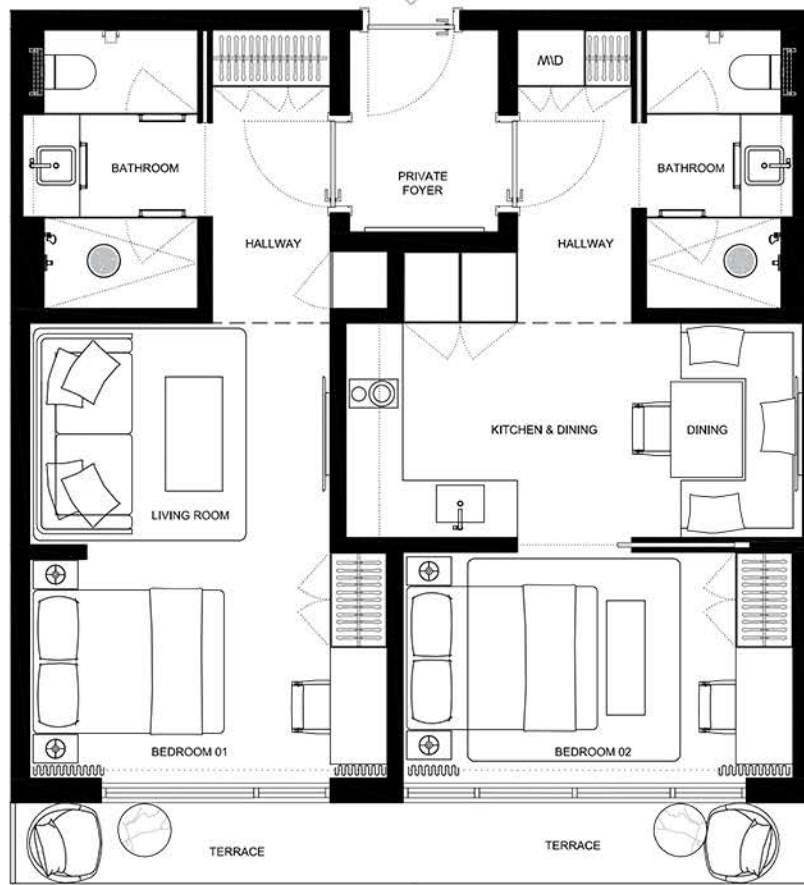 M\D
BATHROOM
PRIVATE
FOYER
BATHROOM
HALLWAY
HALLWAY
KITCHEN & DINING
DINING
LIVING ROOM
BEDROOM 01
BEDROOM 02
TERRACE
TERRACE